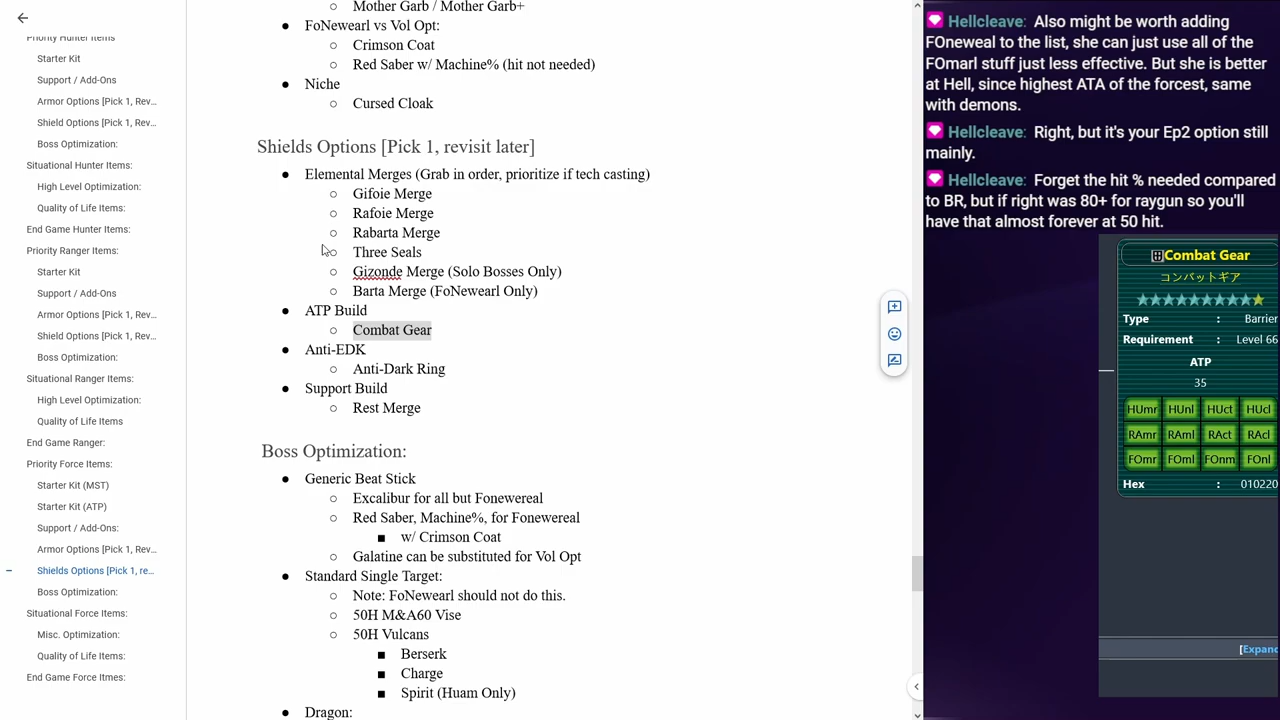 Priority Hunter Items
Starter Kit
Support / Add-Ons
Armor Options [Pick 1, Rev...
Shield Options [Pick 1, Rev...
Boss Optimization:
Situational Hunter Items:
High Level Optimization:
Quality of Life Items:
End Game Hunter Items:
Priority Ranger Items:
Starter Kit
Support / Add-Ons:
Armor Options [Pick 1, Rev...
Shield Options [Pick 1, Rev...
Boss Optimization:
Situational Ranger Items:
High Level Optimization:
Quality of Life Items
End Game Ranger:
Priority Force Items:
Starter Kit (MST)
Starter Kit (ATP)
Support / Add-Ons:
Armor Options [Pick 1, Rev...
Shields Options [Pick 1, re...
Boss Optimization:
Situational Force Items:
Misc. Optimization:
Quality of Life Items:
End Game Force Itmes:
Mother Garb / Mother Garb+
FoNewearl vs Vol Opt:
Crimson Coat
Red Saber w/ Machine% (hit not needed)
Niche
Cursed Cloak
Shields Options [Pick 1, revisit later]
Elemental Merges (Grab in order, prioritize if tech casting)
Gifoie Merge
Rafoie Merge
Rabarta Merge
Three Seals
Gizonde Merge (Solo Bosses Only)
Barta Merge (FoNewearl Only)
ATP Build
Combat Gear
Anti-EDK
Anti-Dark Ring
Support Build
Rest Merge
Boss Optimization:
Generic Beat Stick
Excalibur for all but Fonewereal
Red Saber, Machine%, for Fonewereal
w/ Crimson Coat
Galatine can be substituted for Vol Opt
Standard Single Target:
Note: FoNewearl should not do this.
50H M&A60 Vise
50H Vulcans
Berserk
Charge
Spirit (Huam Only)
Dragon:
Hellcleave: Also might be worth adding
FOneweal to the list, she can just use all of the
FOmarl stuff just less effective. But she is better
at Hell, since highest ATA of the forcest, same
with demons.
Hellcleave: Right, but it's your Ep2 option still
mainly.
Hellcleave: Forget the hit % needed compared
to BR, but if right was 80+ for raygun so you'll
have that almost forever at 50 hit.
Combat Gear
コンバットギア
★★★★★★★★★★
Type : Barrier
Requirement : Level 66
ATP
35
HUmr HUnl HUct HUcl
RAmr RAml RAct RAcl
FOmr FOml FOnm FOnl
Hex : 010220
[Expand